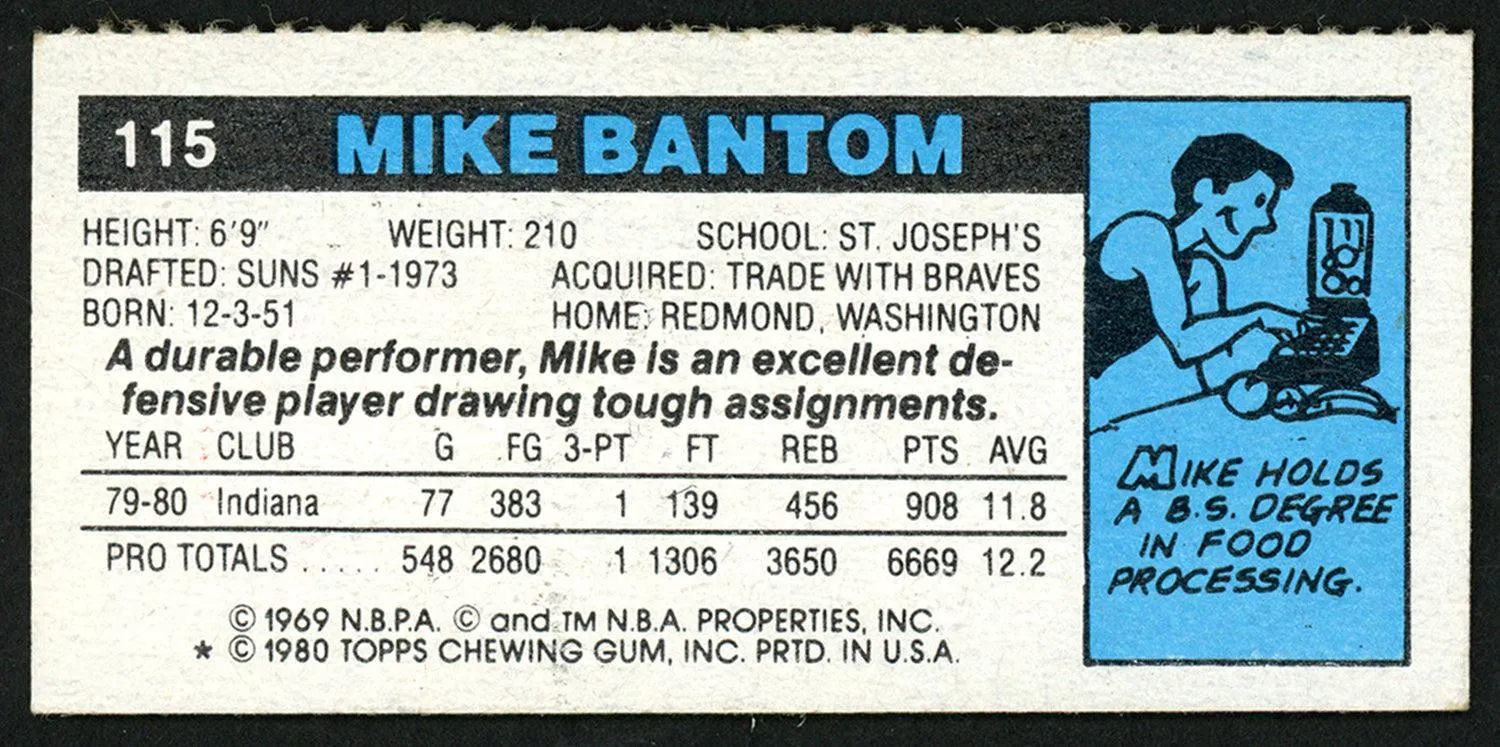 115 MIKE BANTOM
HEIGHT: 6'9" WEIGHT: 210 SCHOOL: ST. JOSEPH'S
DRAFTED: SUNS #1-1973 ACQUIRED: TRADE WITH BRAVES
BORN: 12-3-51 HOME: REDMOND, WASHINGTON
A durable performer, Mike is an excellent de-
fensive player drawing tough assignments.
YEAR CLUB G FG 3-PT FT REB PTS AVG
79-80 Indiana 77 383 1 139 456 908 11.8
PRO TOTALS ..... 548 2680 1 1306 3650 6669 12.2
© 1969 N.B.P.A. © and TM N.B.A. PROPERTIES, INC.
* © 1980 TOPPS CHEWING GUM, INC. PRTD. IN U.S.A.
MIKE HOLDS
A B.S. DEGREE
IN FOOD
PROCESSING.